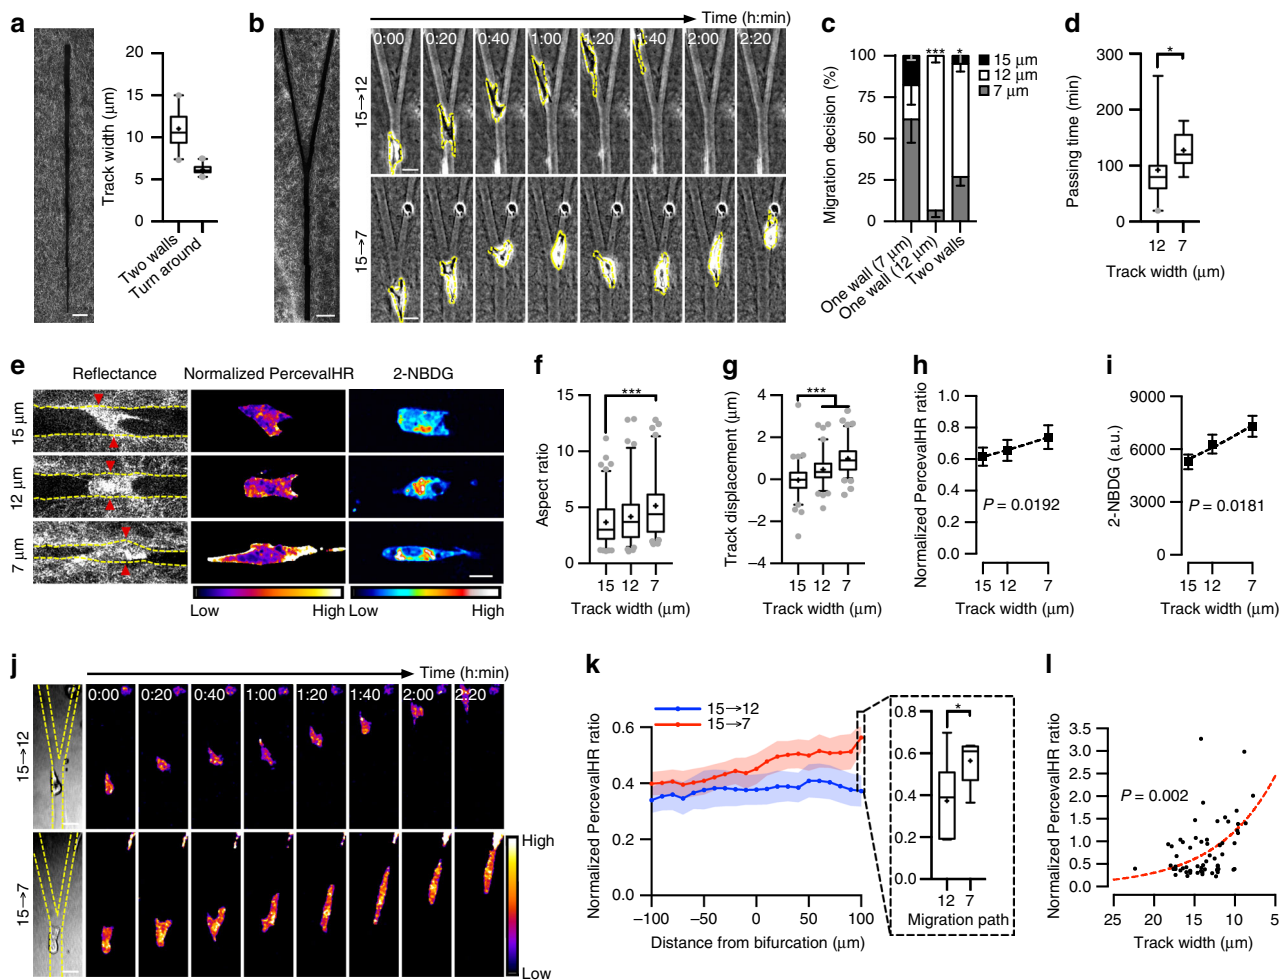 a
20
15
10
5
0
Track width (μm)
Two walls
Turn around
b
Time (h:min)
0:00 0:20 0:40 1:00 1:20 1:40 2:00 2:20
15→12
15→7
c
100
75
50
25
0
Migration decision (%)
*** *
15 μm
12 μm
7 μm
One wall (7 μm)
One wall (12 μm)
Two walls
d
300
200
100
0
Passing time (min)
*
12 7
Track width (μm)
e
Reflectance Normalized PercevalHR 2-NBDG
15 μm
12 μm
7 μm
Low High Low High
f
15
10
5
0
Aspect ratio
***
15 12 7
Track width (μm)
g
4
2
0
−2
−4
Track displacement (μm)
***
15 12 7
Track width (μm)
h
1.0
0.8
0.6
0.4
0.2
0.0
Normalized PercevalHR ratio
P = 0.0192
15 12 7
Track width (μm)
i
9000
6000
3000
0
2-NBDG (a.u.)
P = 0.0181
15 12 7
Track width (μm)
j
Time (h:min)
0:00 0:20 0:40 1:00 1:20 1:40 2:00 2:20
15→12
15→7
High
Low
k
15→12
15→7
0.6
0.4
0.2
0.0
Normalized PercevalHR ratio
−100 −50 0 50 100
Distance from bifurcation (μm)
0.8
0.6
0.4
0.2
0.0
*
12 7
Migration path
l
3.5
3.0
2.5
2.0
1.5
1.0
0.5
0.0
Normalized PercevalHR ratio
P = 0.002
25 20 15 10 5
Track width (μm)